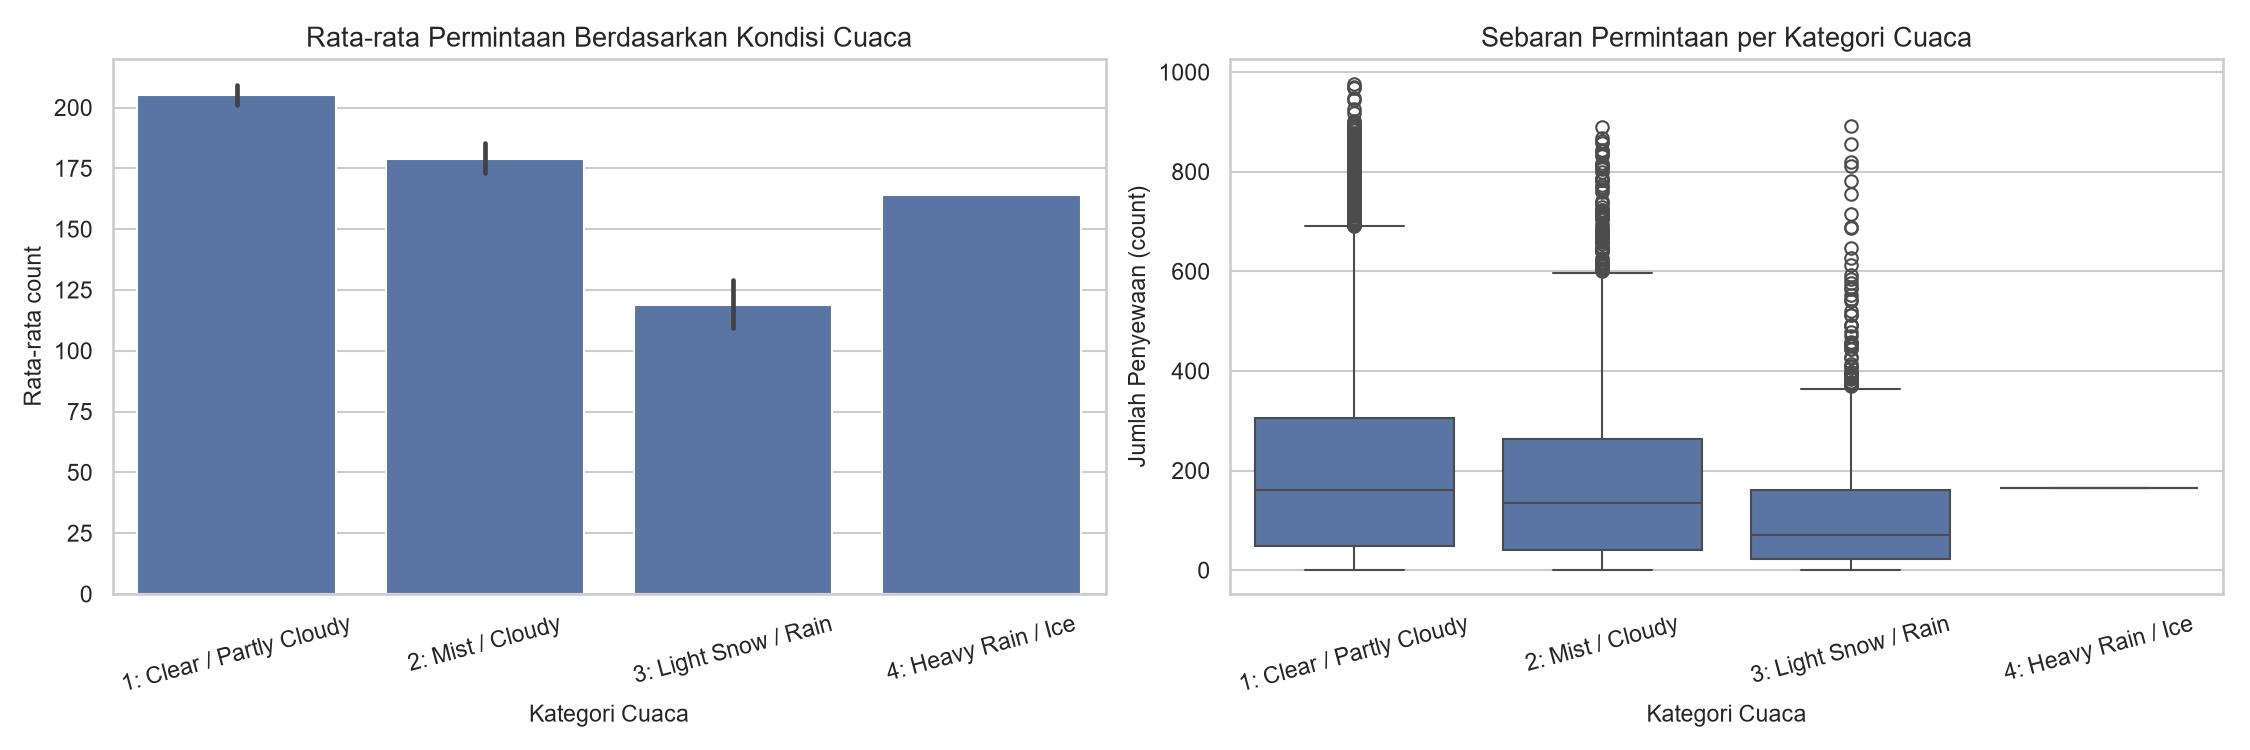 Rata-rata Permintaan Berdasarkan Kondisi Cuaca
Rata-rata count
200
175
150
125
100
75
50
25
0
1: Clear / Partly Cloudy
2: Mist / Cloudy
3: Light Snow / Rain
4: Heavy Rain / Ice
Kategori Cuaca
Sebaran Permintaan per Kategori Cuaca
Jumlah Penyewaan (count)
1000
800
600
400
200
0
1: Clear / Partly Cloudy
2: Mist / Cloudy
3: Light Snow / Rain
4: Heavy Rain / Ice
Kategori Cuaca